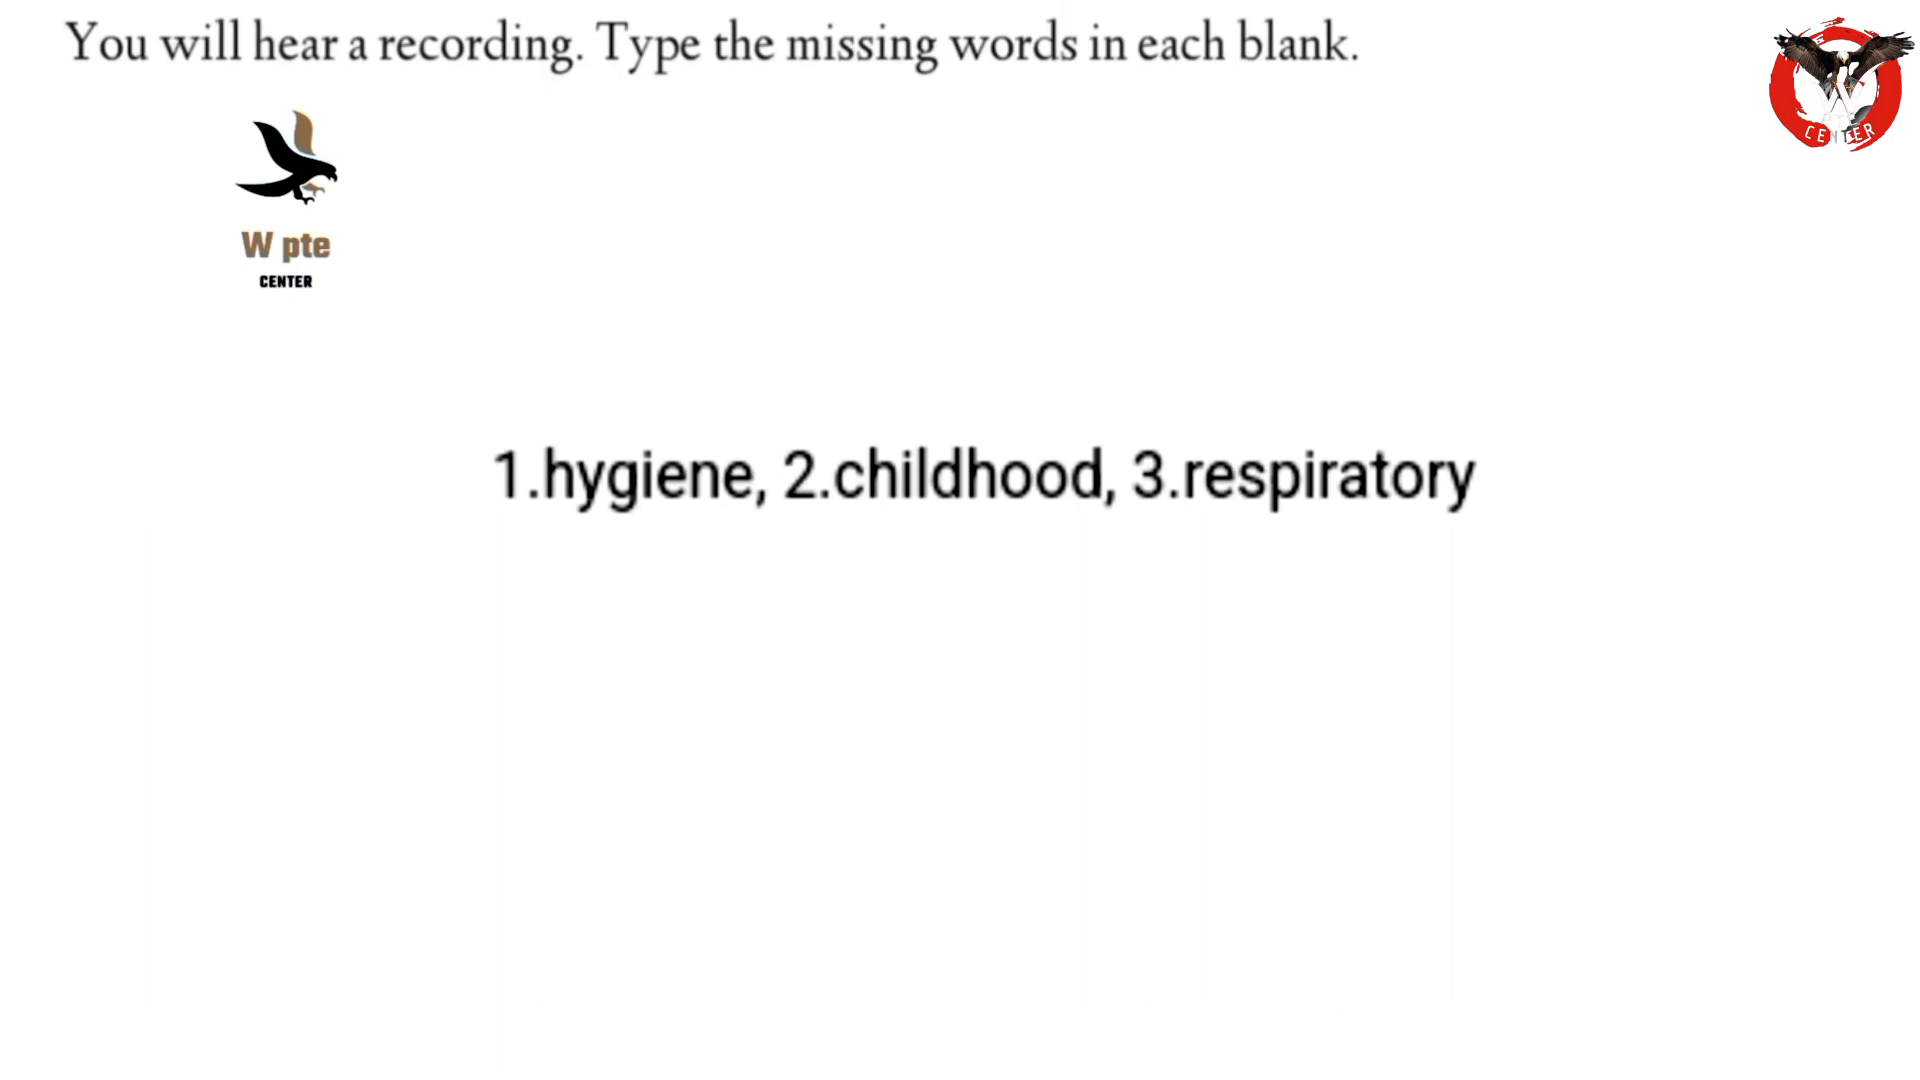 You will hear a recording. Type the missing words in each blank.
W pte
CENTER
CENTER
1.hygiene, 2.childhood, 3.respiratory